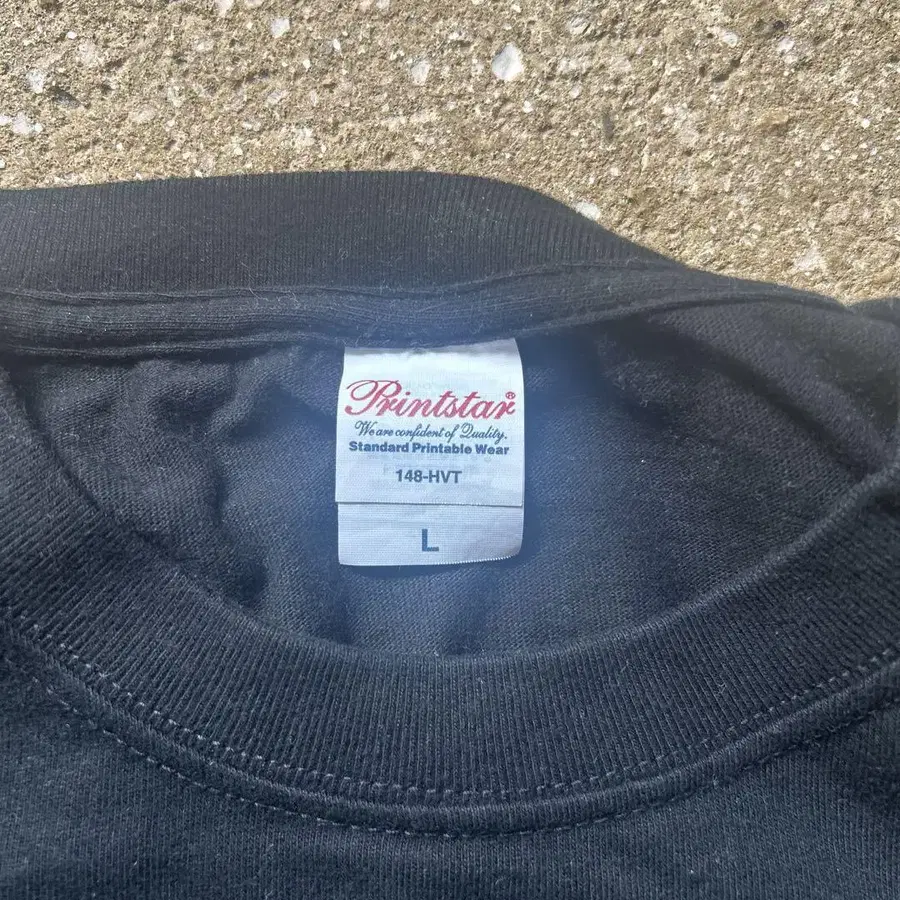 Printstar®
We are confident of Quality.
Standard Printable Wear
148-HVT
L